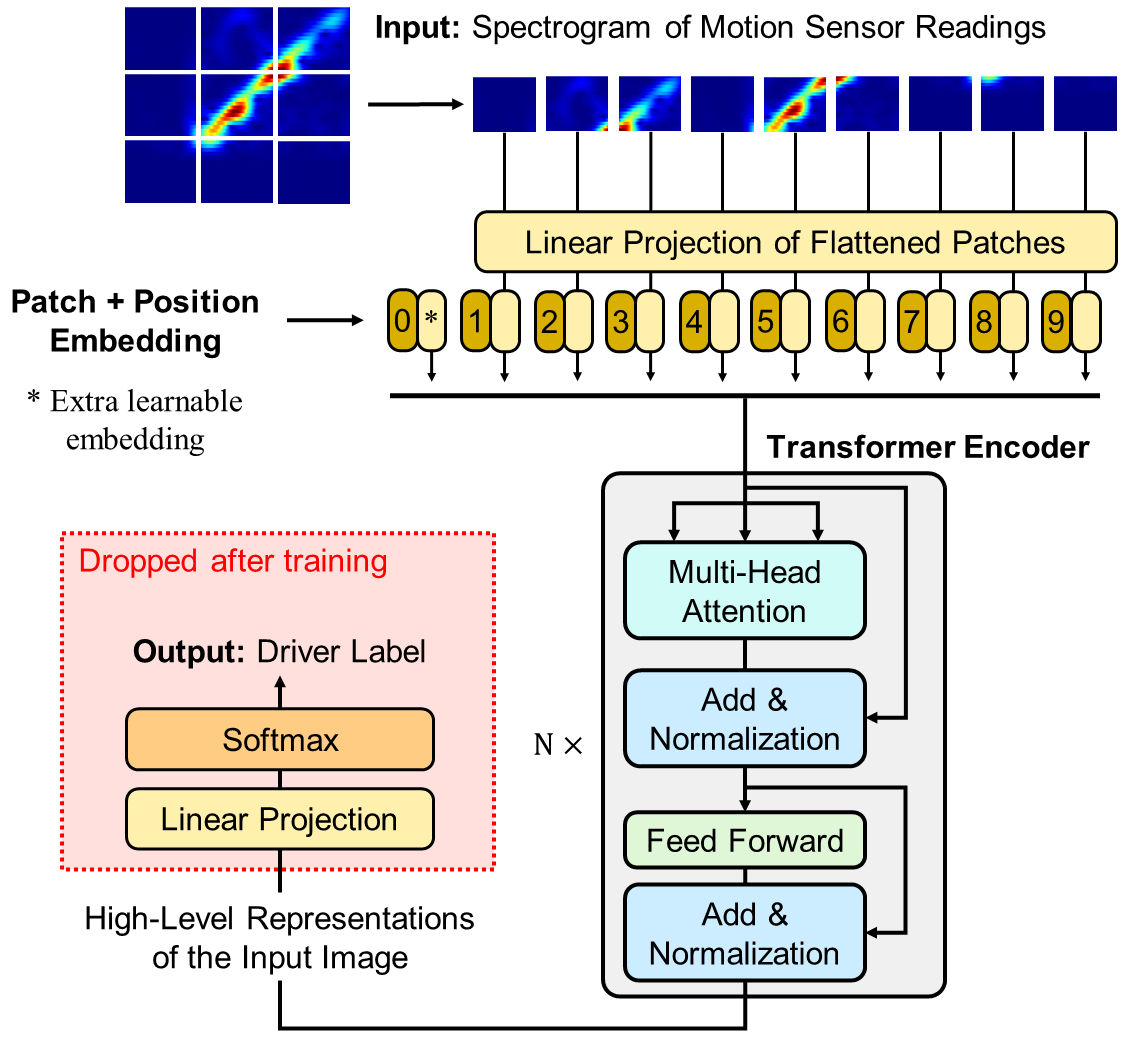 Input: Spectrogram of Motion Sensor Readings
Linear Projection of Flattened Patches
Patch + Position
Embedding
0 * 1 2 3 4 5 6 7 8 9
* Extra learnable
embedding
Transformer Encoder
Multi-Head
Attention
Add &
Normalization
N ×
Feed Forward
Add &
Normalization
Dropped after training
Output: Driver Label
Softmax
Linear Projection
High-Level Representations
of the Input Image